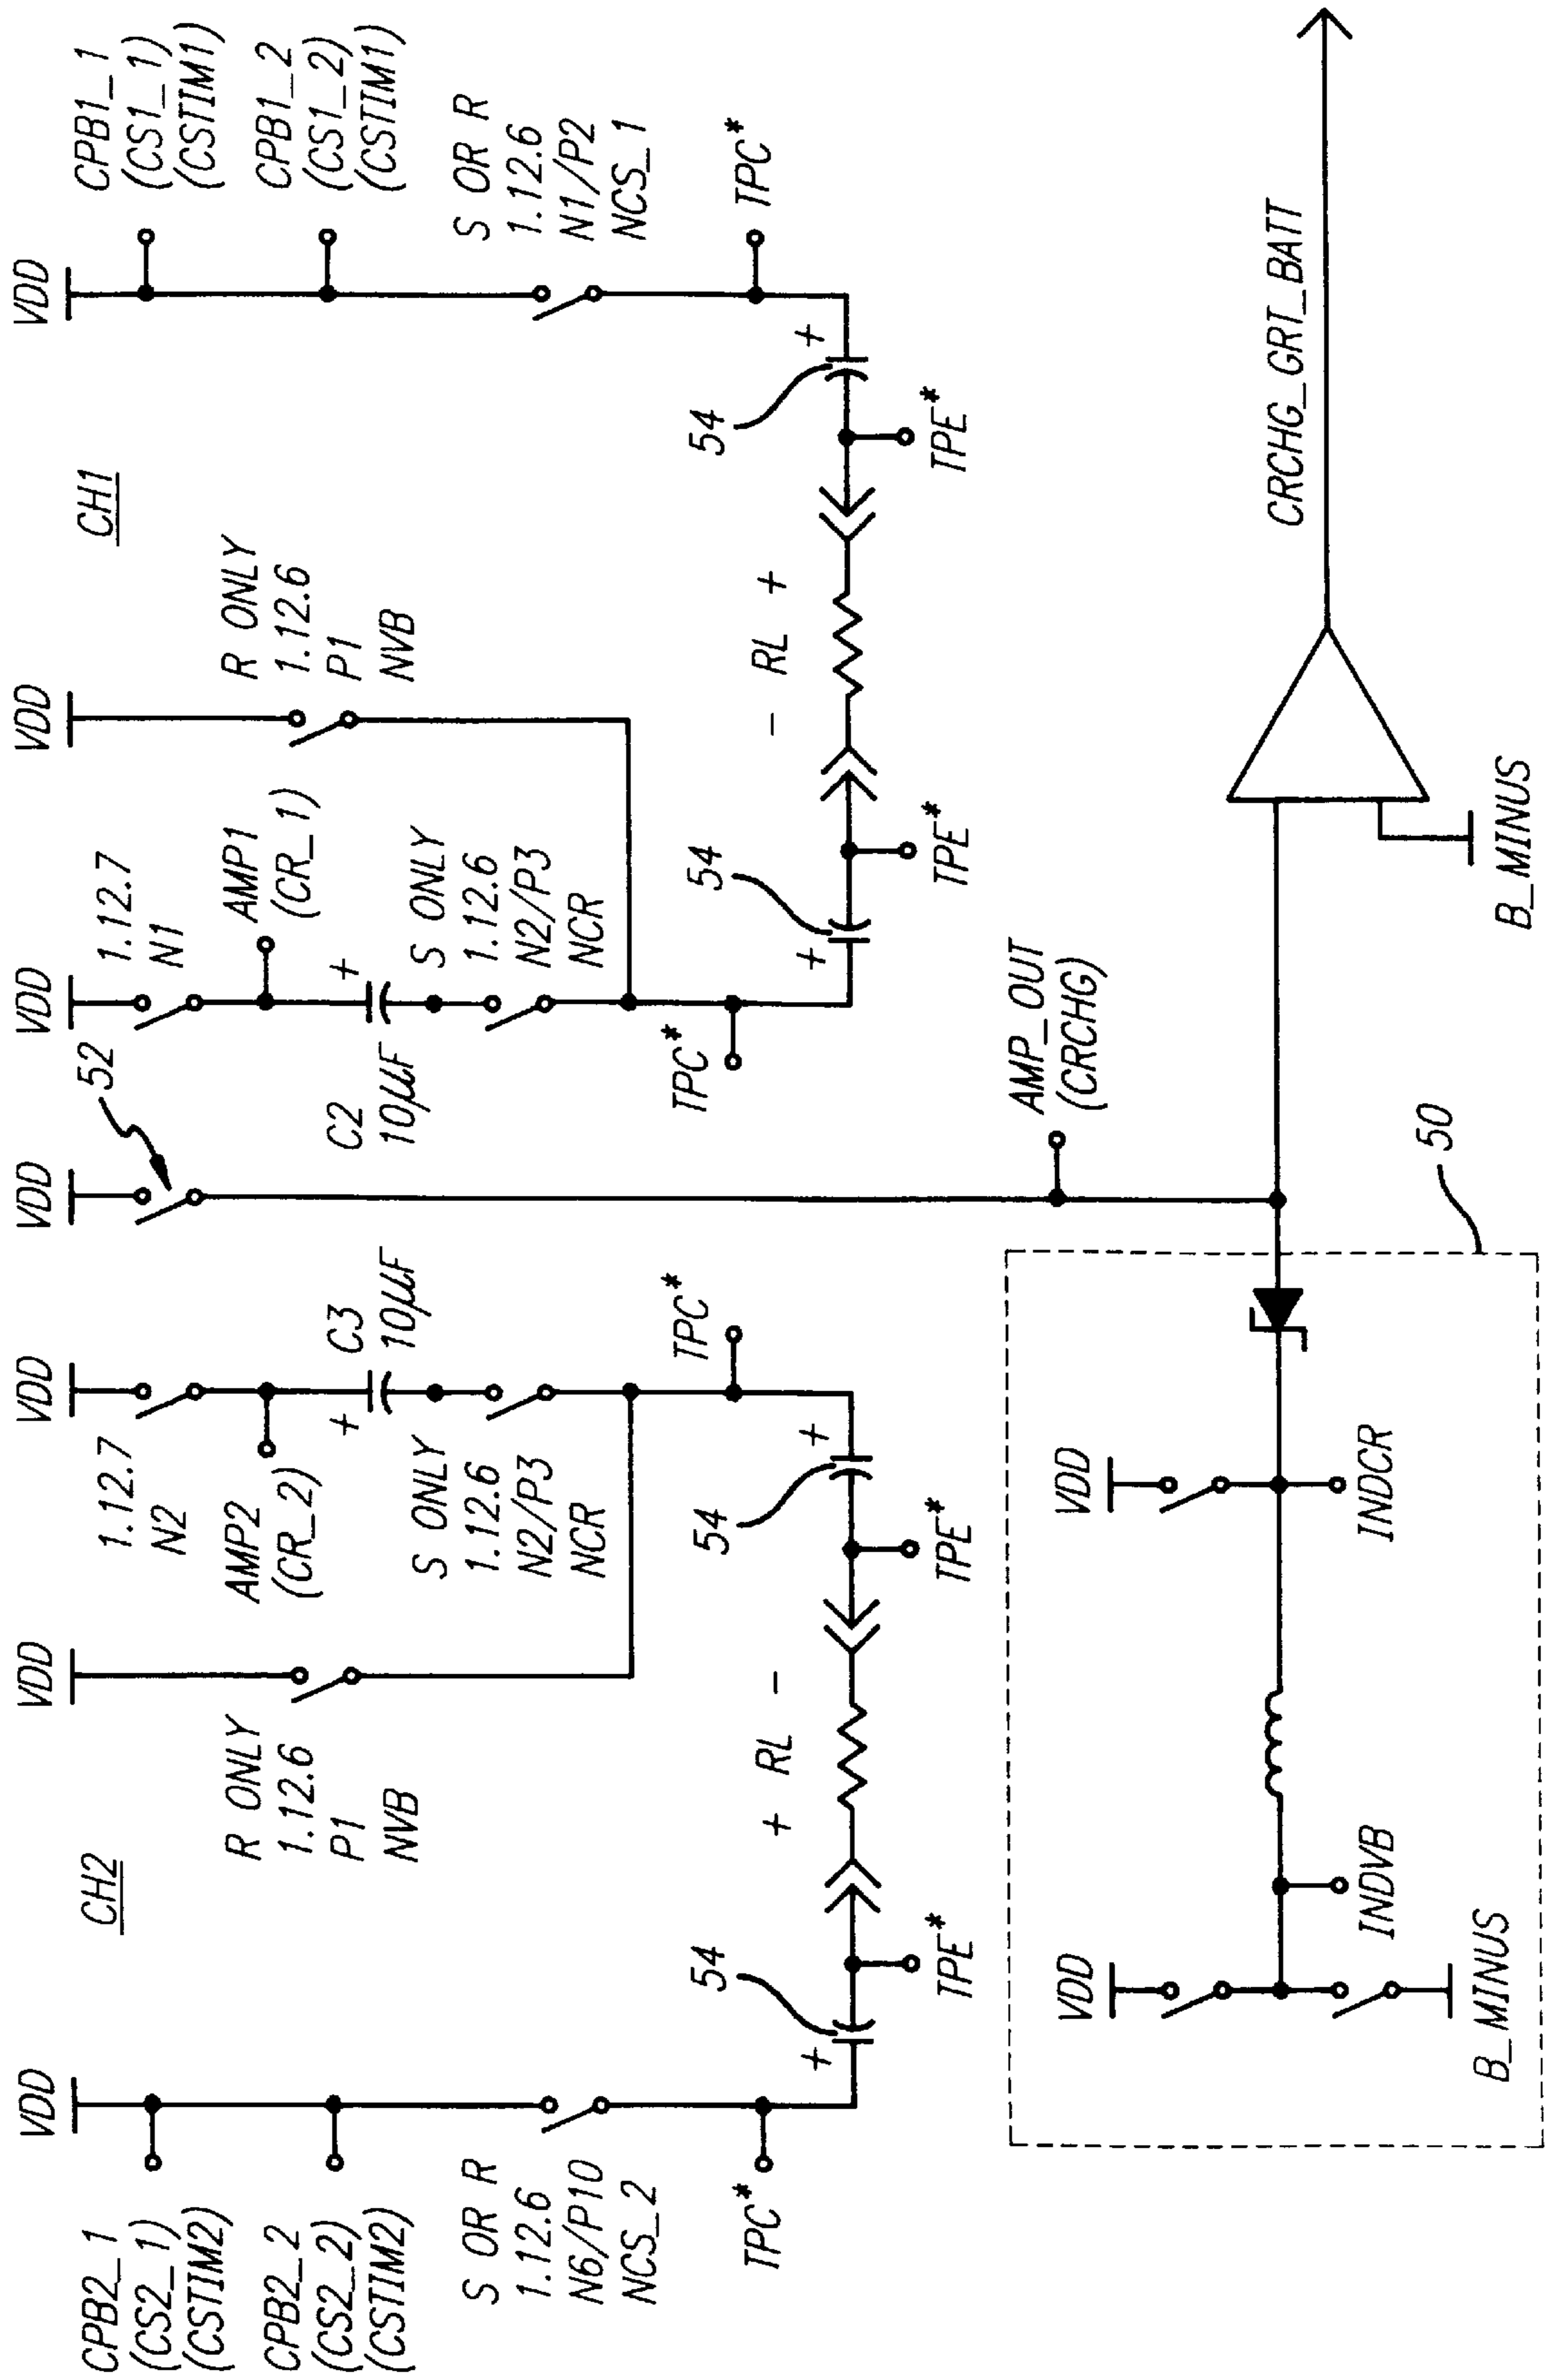 CH2
CH1
VDD
CPB2_1
(CS2_1)
(CSTIM2)
CPB2_2
(CS2_2)
(CSTIM2)
S OR R
1.12.6
N6/P10
NCS_2
TPC*
+
54
TPE*
+ RL -
VDD
R ONLY
1.12.6
P1
NVB
VDD
1.12.7
N2
AMP2
(CR_2)
+
C3
10µF
S ONLY
1.12.6
N2/P3
NCR
TPC*
+
54
TPE*
VDD
52
AMP_OUT
(CRCHG)
VDD
1.12.7
N1
AMP1
(CR_1)
+
C2
10µF
S ONLY
1.12.6
N2/P3
NCR
TPC*
+
54
TPE*
VDD
R ONLY
1.12.6
P1
NVB
- RL +
VDD
CPB1_1
(CS1_1)
(CSTIM1)
CPB1_2
(CS1_2)
(CSTIM1)
S OR R
1.12.6
N1/P2
NCS_1
TPC*
+
54
TPE*
VDD
INDVB
B_MINUS
VDD
INDCR
50
B_MINUS
CRCHG_GRT_BATT